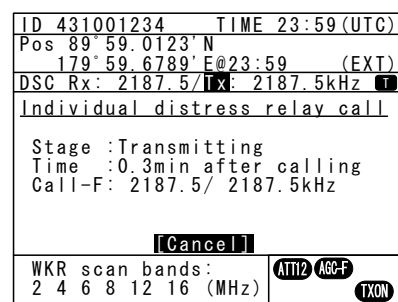 ID 431001234 TIME 23:59(UTC)
Pos 89°59.0123'N
179°59.6789'E@23:59 (EXT)
DSC Rx: 2187.5/Tx: 2187.5kHz T
Individual distress relay call
Stage :Transmitting
Time :0.3min after calling
Call-F: 2187.5/ 2187.5kHz
[Cancel]
WKR scan bands:
2 4 6 8 12 16 (MHz)
ATT12 AGC-F
TXON